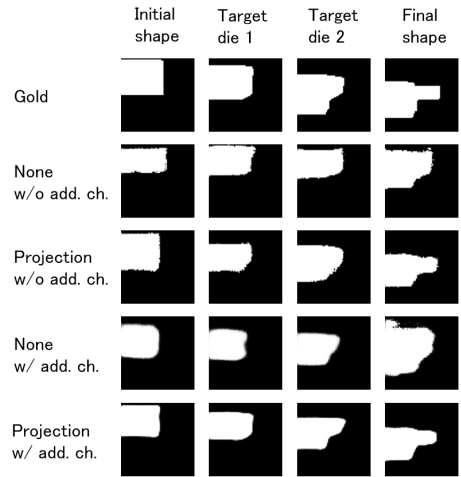 Initial shape
Target die 1
Target die 2
Final shape
Gold
None
w/o add. ch.
Projection
w/o add. ch.
None
w/ add. ch.
Projection
w/ add. ch.